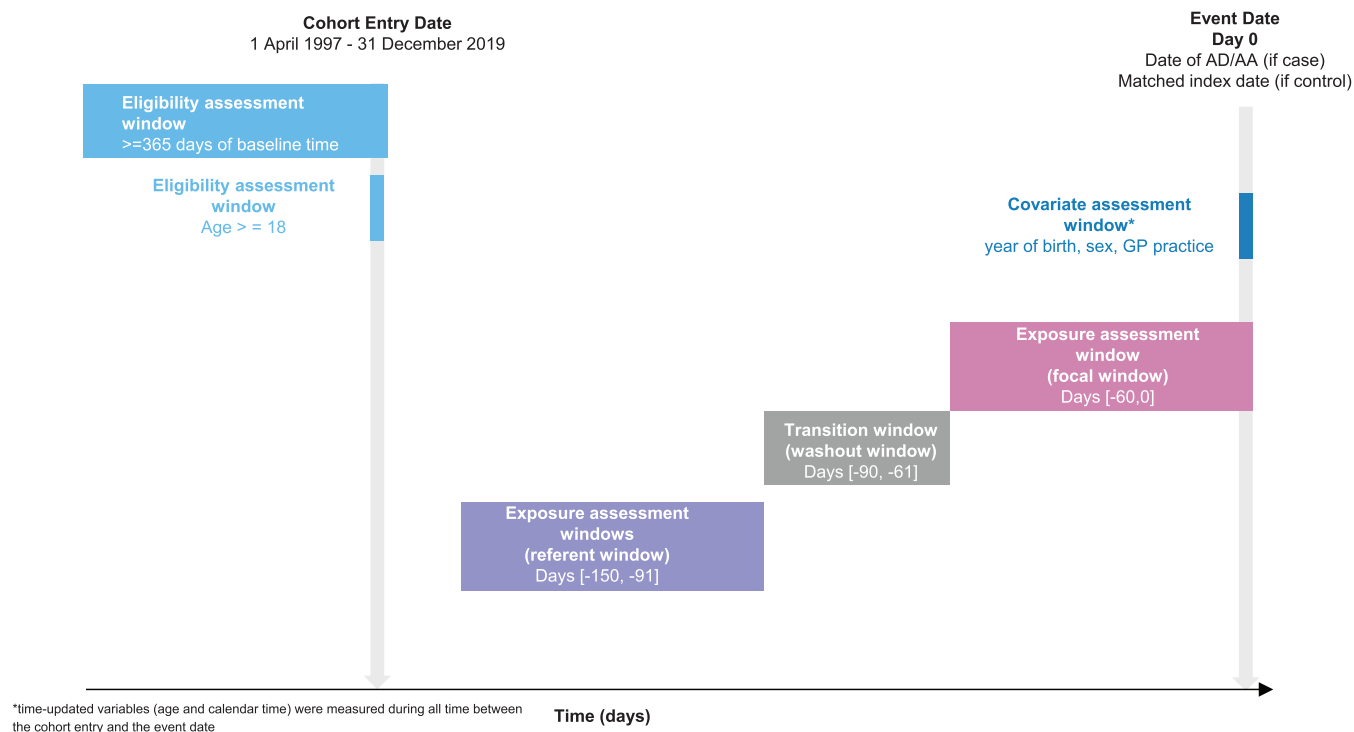 Cohort Entry Date
1 April 1997 - 31 December 2019
Event Date
Day 0
Date of AD/AA (if case)
Matched index date (if control)
Eligibility assessment
window
>=365 days of baseline time
Eligibility assessment
window
Age > = 18
Covariate assessment
window*
year of birth, sex, GP practice
Exposure assessment
window
(focal window)
Days [-60,0]
Transition window
(washout window)
Days [-90, -61]
Exposure assessment
windows
(referent window)
Days [-150, -91]
*time-updated variables (age and calendar time) were measured during all time between
the cohort entry and the event date
Time (days)